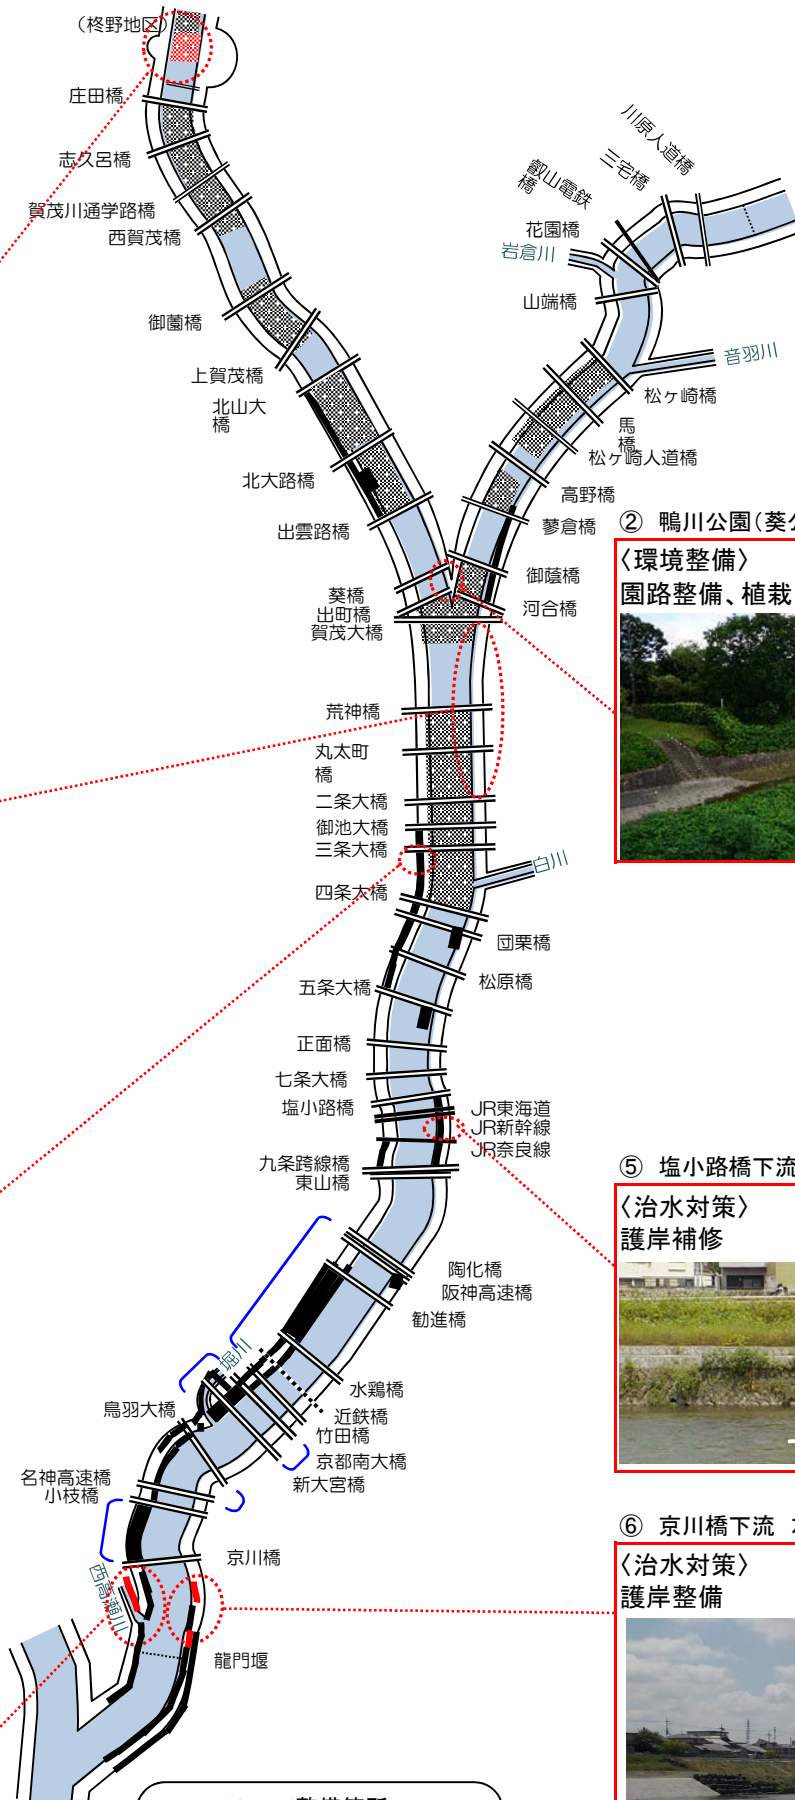 （柊野地区）
庄田橋
志久呂橋
賀茂川通学路橋
西賀茂橋
御薗橋
上賀茂橋
北山大
橋
北大路橋
出雲路橋
葵橋
出町橋
賀茂大橋
川原人道橋
三宅橋
叡山電鉄
橋
花園橋
岩倉川
山端橋
音羽川
松ヶ崎橋
馬
橋
松ヶ崎人道橋
高野橋
蓼倉橋
御蔭橋
河合橋
② 鴨川公園（葵公
〈環境整備〉
園路整備、植栽
荒神橋
丸太町
橋
二条大橋
御池大橋
三条大橋
白川
四条大橋
団栗橋
松原橋
五条大橋
正面橋
七条大橋
塩小路橋
JR東海道
JR新幹線
JR奈良線
九条跨線橋
東山橋
⑤ 塩小路橋下流
〈治水対策〉
護岸補修
陶化橋
阪神高速橋
勧進橋
堀川
水鶏橋
近鉄橋
竹田橋
京都南大橋
新大宮橋
鳥羽大橋
名神高速橋
小枝橋
京川橋
西高瀬川
龍門堰
⑥ 京川橋下流
〈治水対策〉
護岸整備